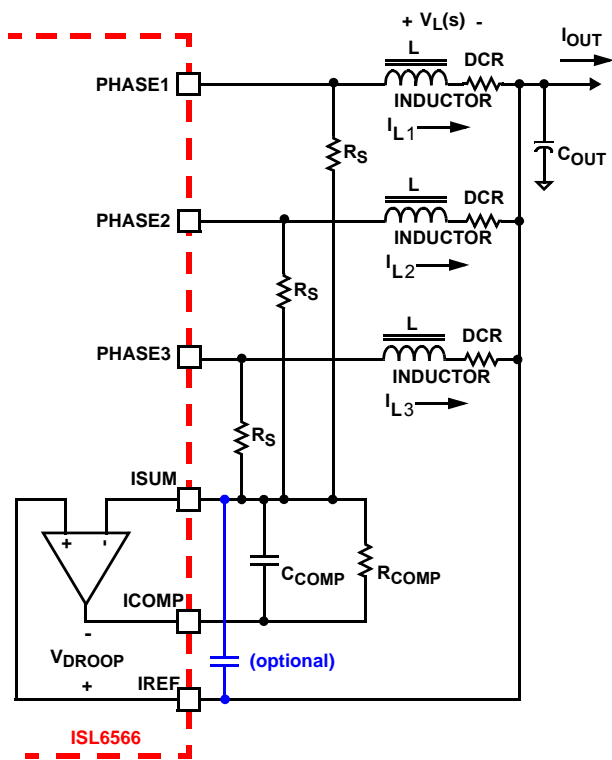 + VL(s) -
IOUT
L
DCR
PHASE1
INDUCTOR
IL1
COUT
RS
L
DCR
PHASE2
INDUCTOR
IL2
RS
L
DCR
PHASE3
INDUCTOR
IL3
RS
ISUM
+ -
CCOMP
RCOMP
ICOMP
-
VDROOP
(optional)
+
IREF
ISL6566